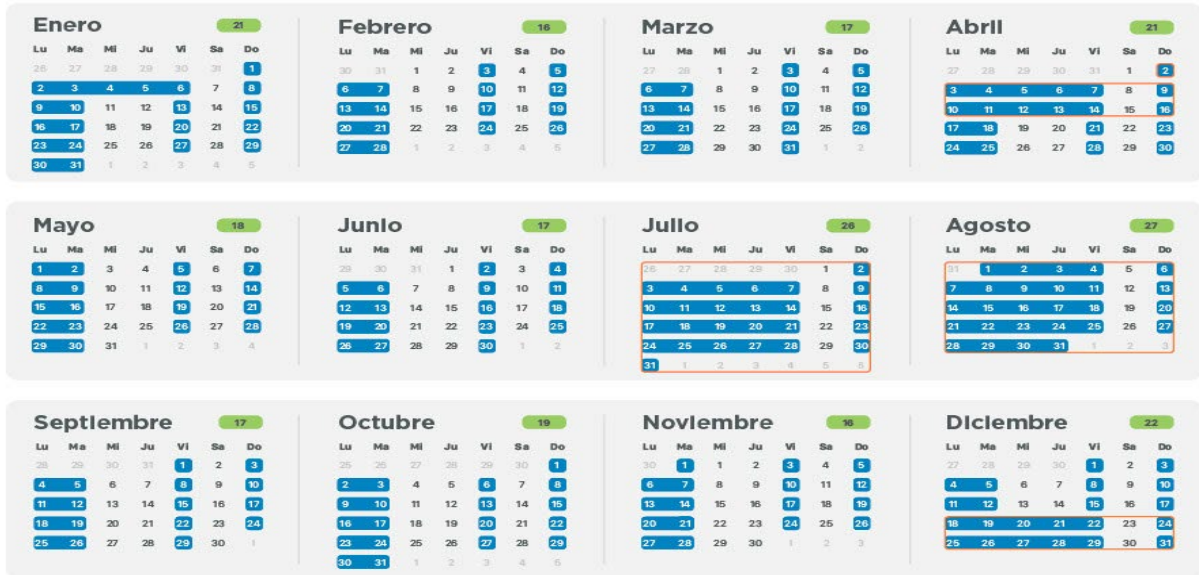 Enero 21
Lu Ma Mi Ju Vi Sa Do
26 27 28 29 30 31 1
2 3 4 5 6 7 8
9 10 11 12 13 14 15
16 17 18 19 20 21 22
23 24 25 26 27 28 29
30 31 1 2 3 4 5
Febrero 16
Lu Ma Mi Ju Vi Sa Do
30 31 1 2 3 4 5
6 7 8 9 10 11 12
13 14 15 16 17 18 19
20 21 22 23 24 25 26
27 28 1 2 3 4 5
Marzo 17
Lu Ma Mi Ju Vi Sa Do
27 28 1 2 3 4 5
6 7 8 9 10 11 12
13 14 15 16 17 18 19
20 21 22 23 24 25 26
27 28 29 30 31 1 2
Abril 21
Lu Ma Mi Ju Vi Sa Do
27 28 29 30 31 1 2
3 4 5 6 7 8 9
10 11 12 13 14 15 16
17 18 19 20 21 22 23
24 25 26 27 28 29 30
Mayo 18
Lu Ma Mi Ju Vi Sa Do
1 2 3 4 5 6 7
8 9 10 11 12 13 14
15 16 17 18 19 20 21
22 23 24 25 26 27 28
29 30 31 1 2 3 4
Junio 17
Lu Ma Mi Ju Vi Sa Do
29 30 31 1 2 3 4
5 6 7 8 9 10 11
12 13 14 15 16 17 18
19 20 21 22 23 24 25
26 27 28 29 30 1 2
Julio 26
Lu Ma Mi Ju Vi Sa Do
26 27 28 29 30 1 2
3 4 5 6 7 8 9
10 11 12 13 14 15 16
17 18 19 20 21 22 23
24 25 26 27 28 29 30
31 1 2 3 4 5 6
Agosto 27
Lu Ma Mi Ju Vi Sa Do
31 1 2 3 4 5 6
7 8 9 10 11 12 13
14 15 16 17 18 19 20
21 22 23 24 25 26 27
28 29 30 31 1 2 3
Septiembre 17
Lu Ma Mi Ju Vi Sa Do
28 29 30 31 1 2 3
4 5 6 7 8 9 10
11 12 13 14 15 16 17
18 19 20 21 22 23 24
25 26 27 28 29 30 1
Octubre 19
Lu Ma Mi Ju Vi Sa Do
25 26 27 28 29 30 1
2 3 4 5 6 7 8
9 10 11 12 13 14 15
16 17 18 19 20 21 22
23 24 25 26 27 28 29
30 31 1 2 3 4 5
Noviembre 16
Lu Ma Mi Ju Vi Sa Do
30 1 1 2 3 4 5
6 7 8 9 10 11 12
13 14 15 16 17 18 19
20 21 22 23 24 25 26
27 28 29 30 1 2 3
Diciembre 22
Lu Ma Mi Ju Vi Sa Do
27 28 29 30 1 2 3
4 5 6 7 8 9 10
11 12 13 14 15 16 17
18 19 20 21 22 23 24
25 26 27 28 29 30 31